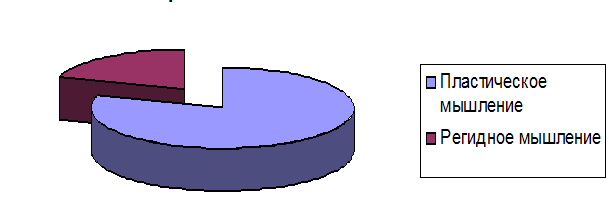 Пластическое
мышление
Регидное мышление